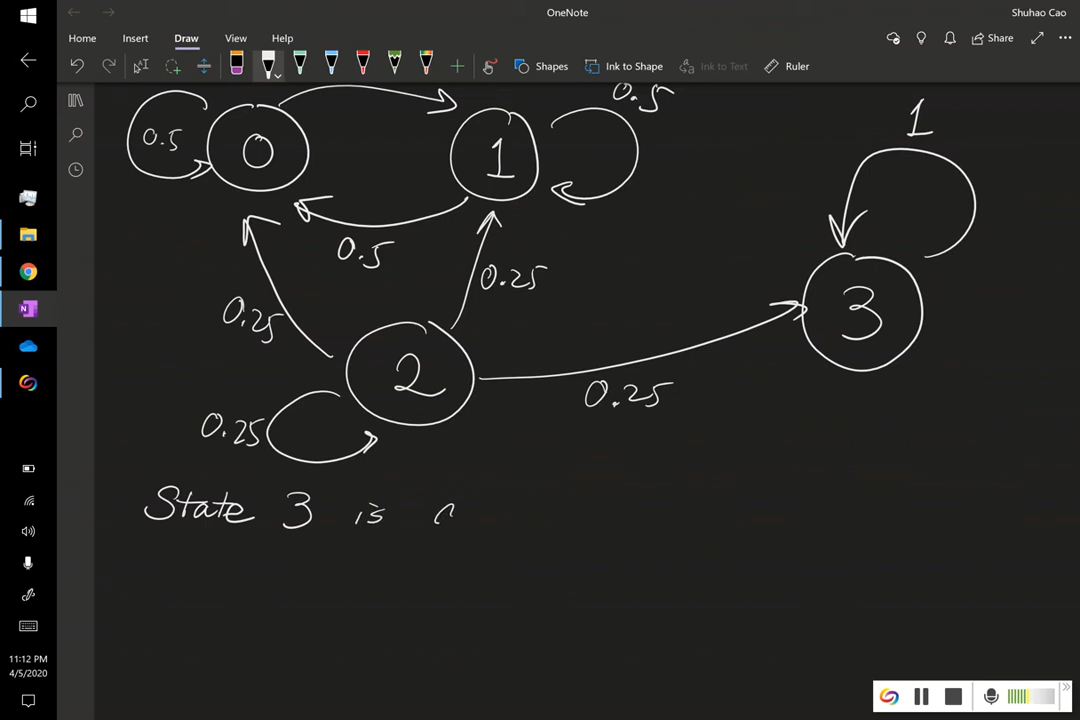 OneNote
Shuhao Cao
Home Insert Draw View Help
Share
Shapes
Ink to Shape
Ink to Text
Ruler
0.5
1
0.5
0
1
0.5
0.25
0.25
3
2
0.25
0.25
State 3 is
11:12 PM
4/5/2020